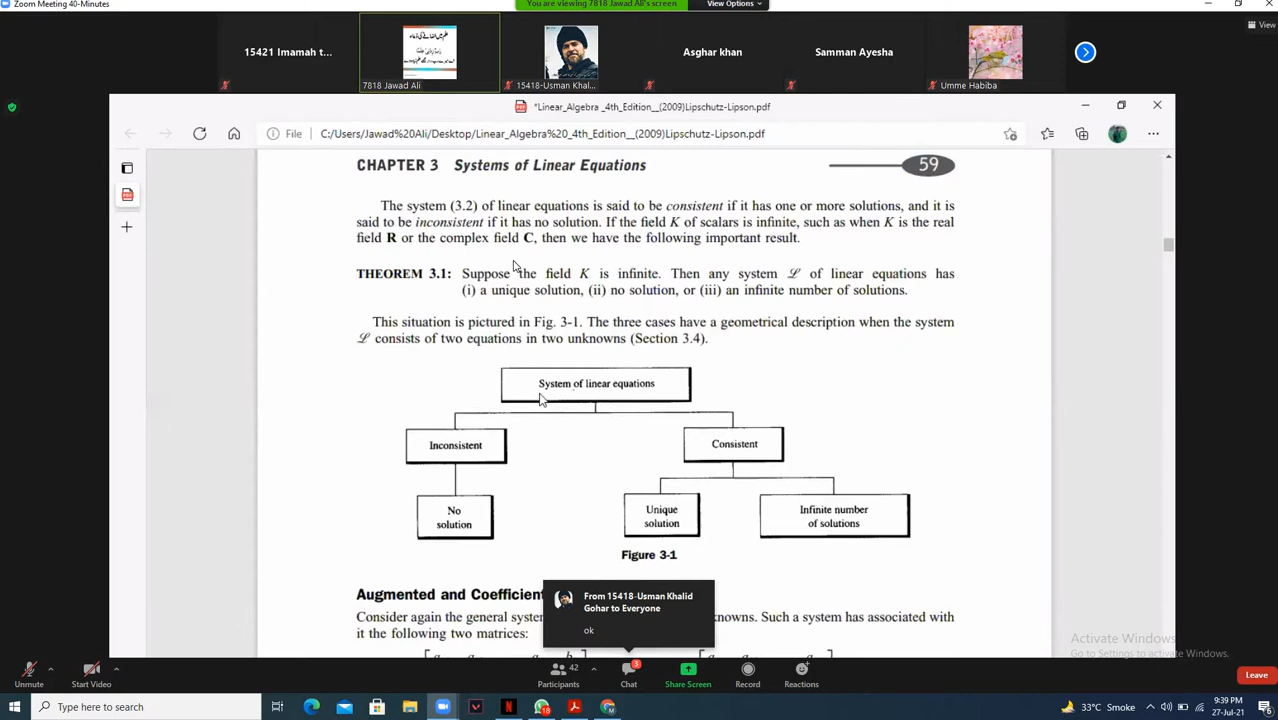 Zoom Meeting 40-Minutes
You are viewing 7818 Jawad Ali's screen
View Options
View
15421 Imamah t...
7818 Jawad Ali
15418-Usman Khal...
Asghar khan
Samman Ayesha
Umme Habiba
*Linear_Algebra _4th_Edition__(2009)Lipschutz-Lipson.pdf
File
C:/Users/Jawad%20Ali/Desktop/Linear_Algebra%20_4th_Edition__(2009)Lipschutz-Lipson.pdf
CHAPTER 3 Systems of Linear Equations
59
The system (3.2) of linear equations is said to be consistent if it has one or more solutions, and it is
said to be inconsistent if it has no solution. If the field K of scalars is infinite, such as when K is the real
field R or the complex field C, then we have the following important result.
THEOREM 3.1: Suppose the field K is infinite. Then any system ℒ of linear equations has
(i) a unique solution, (ii) no solution, or (iii) an infinite number of solutions.
This situation is pictured in Fig. 3-1. The three cases have a geometrical description when the system
ℒ consists of two equations in two unknowns (Section 3.4).
System of linear equations
Inconsistent
Consistent
No
solution
Unique
solution
Infinite number
of solutions
Figure 3-1
Augmented and Coefficien
Consider again the general system
nowns. Such a system has associated with
it the following two matrices:
From 15418-Usman Khalid
Gohar to Everyone
ok
Activate Windows
Go to Settings to activate Windows.
Unmute
Start Video
42
Participants
3
Chat
Share Screen
Record
Reactions
Leave
Type here to search
18
33°C Smoke
9:39 PM
27-Jul-21
6